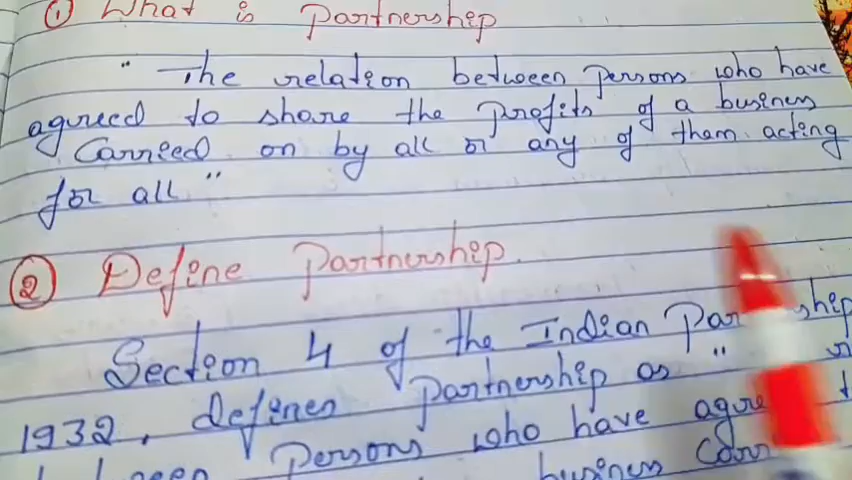 ① What is Partnership
" The relation between Persons who have
agreed to share the Profits of a business
Carried on by all or any of them acting
for all "
② Define Partnership.
Section 4 of the Indian Par ship
1932, defines Partnership as "
Persons who have agre
business Carr